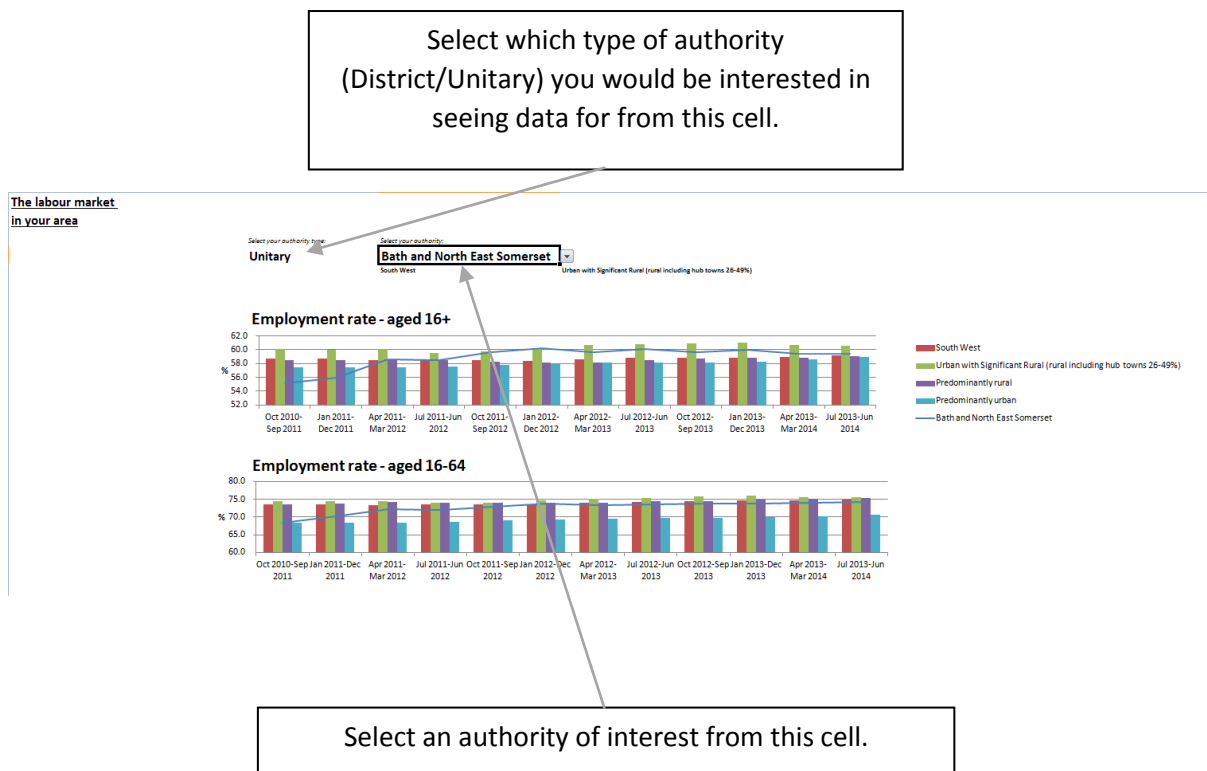 Select which type of authority
(District/Unitary) you would be interested in
seeing data for from this cell.
The labour market
in your area
Select your authority type:
Select your authority:
Unitary
Bath and North East Somerset
South West
Urban with Significant Rural (rural including hub towns 26-49%)
Employment rate - aged 16+
62.0
60.0
58.0
%
56.0
54.0
52.0
Oct 2010- Jan 2011- Apr 2011- Jul 2011-Jun Oct 2011- Jan 2012- Apr 2012- Jul 2012-Jun Oct 2012- Jan 2013- Apr 2013- Jul 2013-Jun
Sep 2011 Dec 2011 Mar 2012 2012 Sep 2012 Dec 2012 Mar 2013 2013 Sep 2013 Dec 2013 Mar 2014 2014
South West
Urban with Significant Rural (rural including hub towns 26-49%)
Predominantly rural
Predominantly urban
Bath and North East Somerset
Employment rate - aged 16-64
80.0
75.0
% 70.0
65.0
60.0
Oct 2010-Sep Jan 2011-Dec Apr 2011- Jul 2011-Jun Oct 2011-Sep Jan 2012-Dec Apr 2012- Jul 2012-Jun Oct 2012-Sep Jan 2013-Dec Apr 2013- Jul 2013-Jun
2011 2011 Mar 2012 2012 2012 2012 Mar 2013 2013 2013 2013 Mar 2014 2014
Select an authority of interest from this cell.